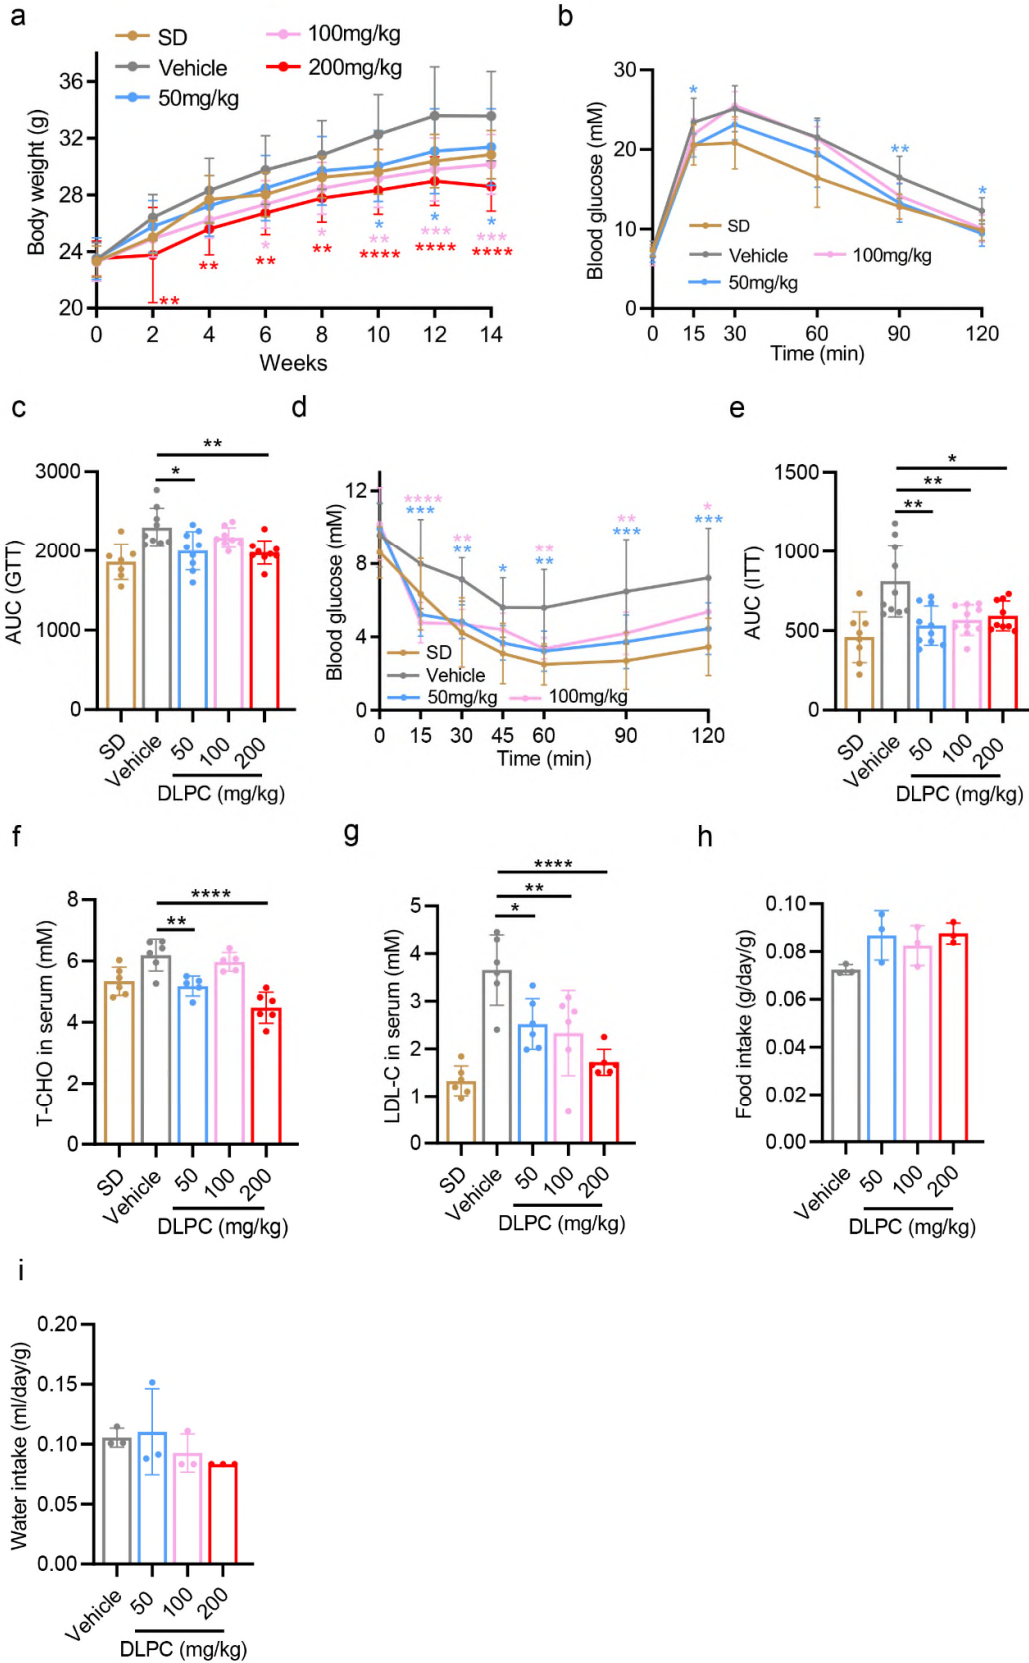 a
SD
Vehicle
50mg/kg
100mg/kg
200mg/kg
Body weight (g)
36
32
28
24
20
* * * *
* ** *** ***
** ** ** **** **** ****
**
0 2 4 6 8 10 12 14
Weeks
b
Blood glucose (mM)
30
20
10
0
*
**
*
SD
Vehicle
50mg/kg
100mg/kg
0 15 30 60 90 120
Time (min)
c
AUC (GTT)
3000
2000
1000
0
**
*
SD
Vehicle
50
100
200
DLPC (mg/kg)
d
Blood glucose (mM)
12
8
4
0
**** ** ** ** *
*** ** * ** *** ***
SD
Vehicle
50mg/kg
100mg/kg
0 15 30 45 60 90 120
Time (min)
e
AUC (ITT)
1500
1000
500
0
*
**
**
SD
Vehicle
50
100
200
DLPC (mg/kg)
f
T-CHO in serum (mM)
8
6
4
2
0
****
**
SD
Vehicle
50
100
200
DLPC (mg/kg)
g
LDL-C in serum (mM)
5
4
3
2
1
0
****
**
*
SD
Vehicle
50
100
200
DLPC (mg/kg)
h
Food intake (g/day/g)
0.10
0.08
0.06
0.04
0.02
0.00
Vehicle
50
100
200
DLPC (mg/kg)
i
Water intake (ml/day/g)
0.20
0.15
0.10
0.05
0.00
Vehicle
50
100
200
DLPC (mg/kg)